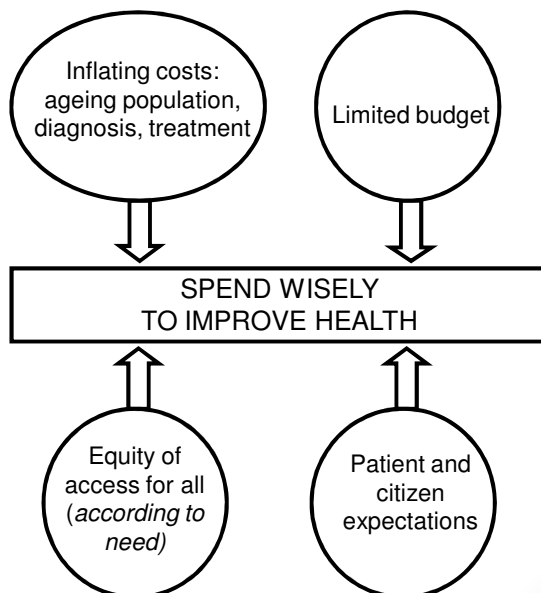 Inflating costs:
ageing population,
diagnosis, treatment
Limited budget
SPEND WISELY
TO IMPROVE HEALTH
Equity of
access for all
(according to
need)
Patient and
citizen
expectations